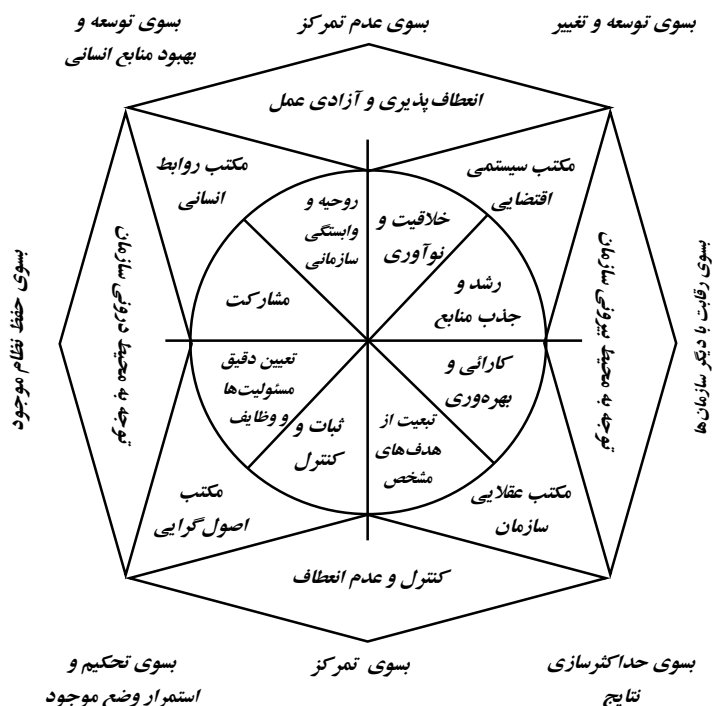 بسوی توسعه و تغییر
بسوی عدم تمرکز
بسوی توسعه و
بهبود منابع انسانی
انعطاف‌پذیری و آزادی عمل
مکتب سیستمی
اقتضایی
مکتب روابط
انسانی
خلاقیت و
نوآوری
روحیه و
وابستگی
سازمانی
رشد و
جذب منابع
مشارکت
بسوی رقابت با دیگر سازمان‌ها
توجه به محیط بیرونی سازمان
توجه به محیط درونی سازمان
بسوی حفظ نظام موجود
کارائی و
بهره‌وری
تعیین دقیق
مسئولیت‌ها
و وظایف
تبعیت از
هدف‌های
مشخص
ثبات و
کنترل
مکتب عقلایی
سازمان
مکتب
اصول‌گرایی
کنترل و عدم انعطاف
بسوی حداکثرسازی
نتایج
بسوی تمرکز
بسوی تحکیم و
استمرار وضع موجود